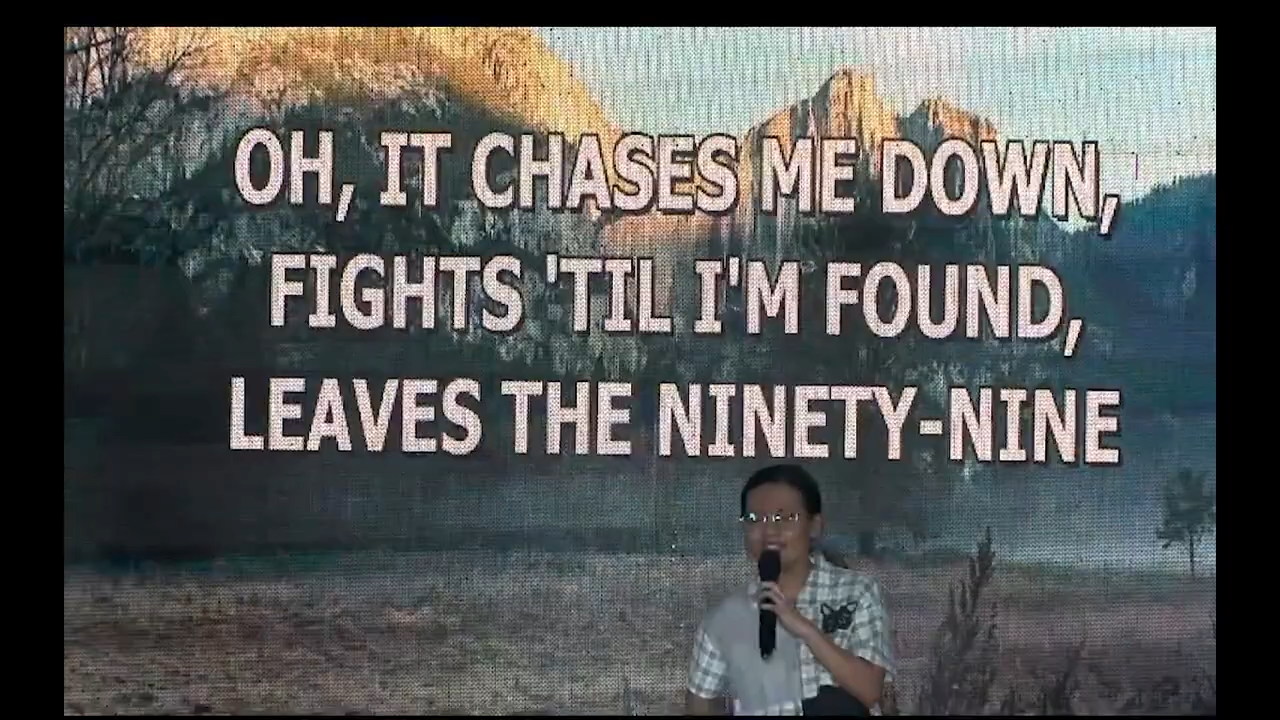 OH, IT CHASES ME DOWN,
FIGHTS 'TIL I'M FOUND,
LEAVES THE NINETY-NINE